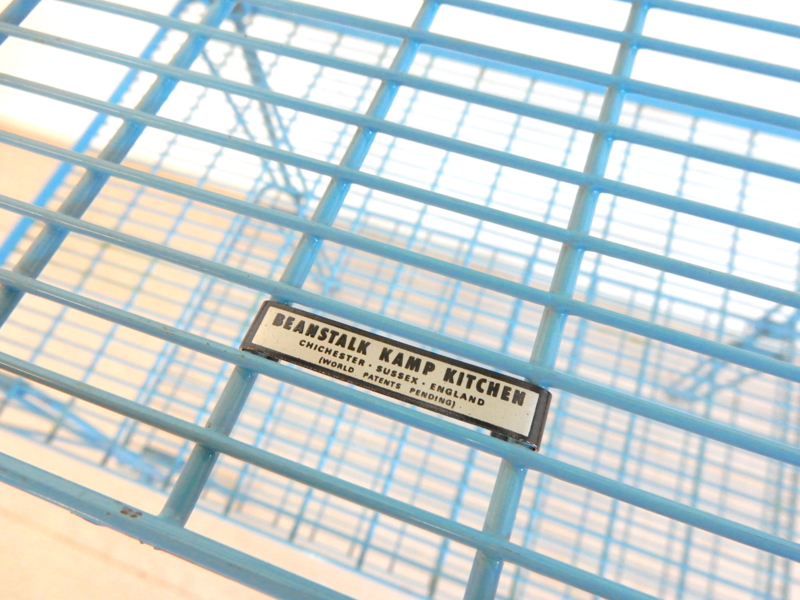 BEANSTALK KAMP KITCHEN
CHICHESTER · SUSSEX · ENGLAND
(WORLD PATENTS PENDING)